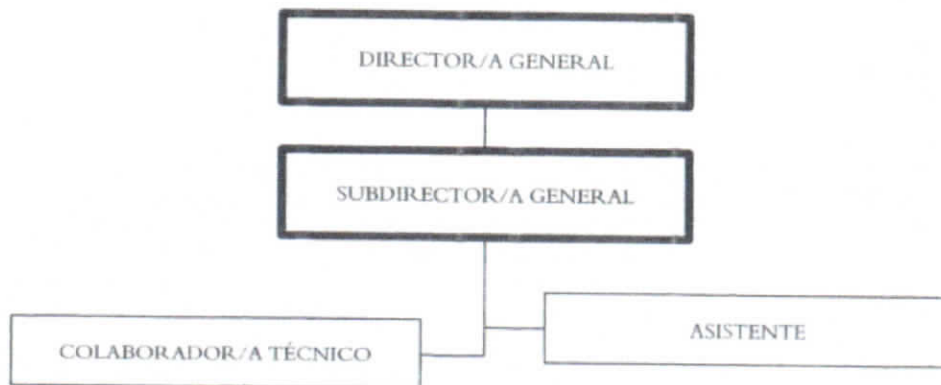 DIRECTOR/A GENERAL
SUBDIRECTOR/A GENERAL
ASISTENTE
COLABORADOR/A TÉCNICO